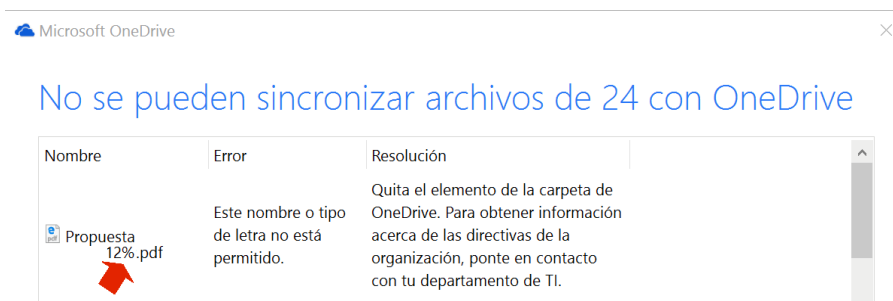 Microsoft OneDrive
No se pueden sincronizar archivos de 24 con OneDrive
Nombre Error Resolución
Propuesta
12%.pdf
Este nombre o tipo
de letra no está
permitido.
Quita el elemento de la carpeta de
OneDrive. Para obtener información
acerca de las directivas de la
organización, ponte en contacto
con tu departamento de TI.